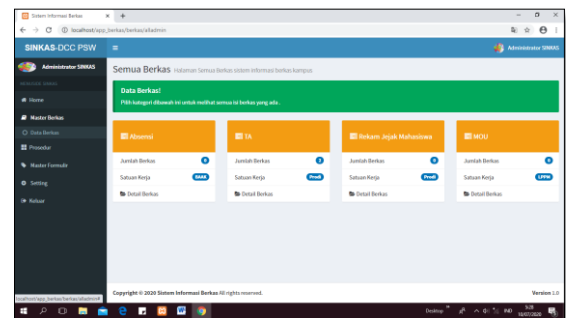 Sistem Informasi Berkas
localhost/app_berkas/berkas/alladmin
SINKAS-DCC PSW
Administrator SINKAS
Administrator SINKAS
Semua Berkas Halaman Semua Berkas sistem informasi berkas kampus
Home
Master Berkas
Data Berkas
Prosedur
Master Formulir
Setting
Keluar
Data Berkas!
Pilih kategori dibawah ini untuk melihat semua isi berkas yang ada.
Absensi
Jumlah Berkas
Satuan Kerja BAAK
Detail Berkas
TA
Jumlah Berkas
Satuan Kerja Prodi
Detail Berkas
Rekam Jejak Mahasiswa
Jumlah Berkas
Satuan Kerja Prodi
Detail Berkas
MOU
Jumlah Berkas
Satuan Kerja LPPM
Detail Berkas
Copyright © 2020 Sistem Informasi Berkas All rights reserved.
Version 1.0
localhost/app_berkas/berkas/alladmin#
Desktop
IND
5:28
10/07/2020